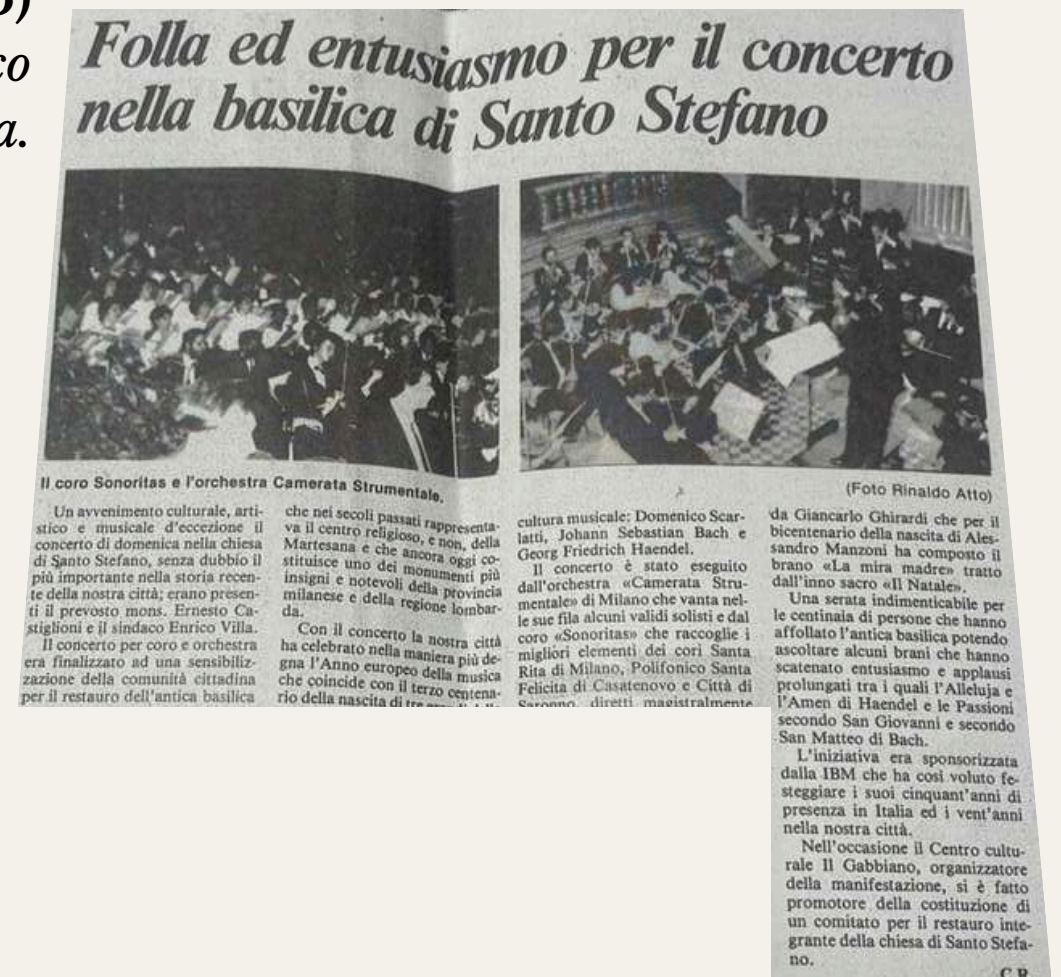 5)
co
a.
Folla ed entusiasmo per il concerto
nella basilica di Santo Stefano
Il coro Sonoritas e l'orchestra Camerata Strumentale.
(Foto Rinaldo Atto)
Un avvenimento culturale, arti-
stico e musicale d'eccezione il
concerto di domenica nella chiesa
di Santo Stefano, senza dubbio il
più importante nella storia recen-
te della nostra città; erano presen-
ti il prevosto mons. Ernesto Ca-
stiglioni e il sindaco Enrico Villa.
Il concerto per coro e orchestra
era finalizzato ad una sensibiliz-
zazione della comunità cittadina
per il restauro dell'antica basilica
che nei secoli passati rappresenta-
va il centro religioso, e non, della
Martesana e che ancora oggi co-
stituisce uno dei monumenti più
insigni e notevoli della provincia
milanese e della regione lombar-
da.
Con il concerto la nostra città
ha celebrato nella maniera più de-
gna l'Anno europeo della musica
che coincide con il terzo centena-
rio della nascita di tre
cultura musicale: Domenico Scar-
latti, Johann Sebastian Bach e
Georg Friedrich Haendel.
Il concerto è stato eseguito
dall'orchestra «Camerata Stru-
mentale» di Milano che vanta nel-
le sue fila alcuni validi solisti e dal
coro «Sonoritas» che raccoglie i
migliori elementi dei cori Santa
Rita di Milano, Polifonico Santa
Felicita di Casatenovo e Città di
Saronno, diretti magistralmente
da Giancarlo Ghirardi che per il
bicentenario della nascita di Ales-
sandro Manzoni ha composto il
brano «La mira madre» tratto
dall'inno sacro «Il Natale».
Una serata indimenticabile per
le centinaia di persone che hanno
affollato l'antica basilica potendo
ascoltare alcuni brani che hanno
scatenato entusiasmo e applausi
prolungati tra i quali l'Alleluja e
l'Amen di Haendel e le Passioni
secondo San Giovanni e secondo
San Matteo di Bach.
L'iniziativa era sponsorizzata
dalla IBM che ha così voluto fe-
steggiare i suoi cinquant'anni di
presenza in Italia ed i vent'anni
nella nostra città.
Nell'occasione il Centro cultu-
rale Il Gabbiano, organizzatore
della manifestazione, si è fatto
promotore della costituzione di
un comitato per il restauro inte-
grante della chiesa di Santo Stefa-
no.
C.R.